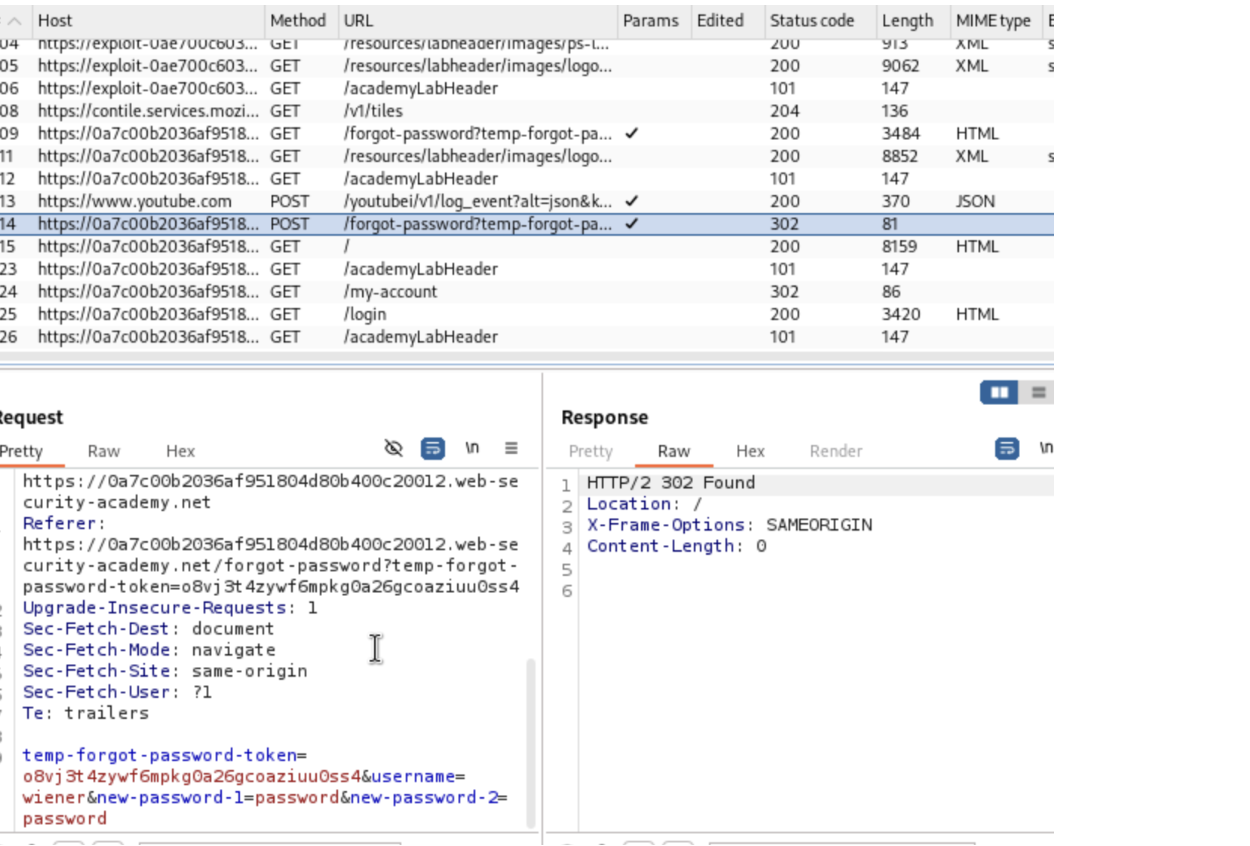 Host Method URL Params Edited Status code Length MIME type E
04 https://exploit-0ae700c603... GET /resources/labheader/images/ps-l... 200 913 XML s
05 https://exploit-0ae700c603... GET /resources/labheader/images/logo... 200 9062 XML s
06 https://exploit-0ae700c603... GET /academyLabHeader 101 147
08 https://contile.services.mozi... GET /v1/tiles 204 136
09 https://0a7c00b2036af9518... GET /forgot-password?temp-forgot-pa... ✓ 200 3484 HTML
11 https://0a7c00b2036af9518... GET /resources/labheader/images/logo... 200 8852 XML s
12 https://0a7c00b2036af9518... GET /academyLabHeader 101 147
13 https://www.youtube.com POST /youtubei/v1/log_event?alt=json&k... ✓ 200 370 JSON
14 https://0a7c00b2036af9518... POST /forgot-password?temp-forgot-pa... ✓ 302 81
15 https://0a7c00b2036af9518... GET / 200 8159 HTML
23 https://0a7c00b2036af9518... GET /academyLabHeader 101 147
24 https://0a7c00b2036af9518... GET /my-account 302 86
25 https://0a7c00b2036af9518... GET /login 200 3420 HTML
26 https://0a7c00b2036af9518... GET /academyLabHeader 101 147
Request
Pretty Raw Hex \n
https://0a7c00b2036af951804d80b400c20012.web-se
curity-academy.net
Referer:
https://0a7c00b2036af951804d80b400c20012.web-se
curity-academy.net/forgot-password?temp-forgot-
password-token=o8vj3t4zywf6mpkg0a26gcoaziuu0ss4
Upgrade-Insecure-Requests: 1
Sec-Fetch-Dest: document
Sec-Fetch-Mode: navigate
Sec-Fetch-Site: same-origin
Sec-Fetch-User: ?1
Te: trailers
temp-forgot-password-token=
o8vj3t4zywf6mpkg0a26gcoaziuu0ss4&username=
wiener&new-password-1=password&new-password-2=
password
Response
Pretty Raw Hex Render \n
1 HTTP/2 302 Found
2 Location: /
3 X-Frame-Options: SAMEORIGIN
4 Content-Length: 0
5
6